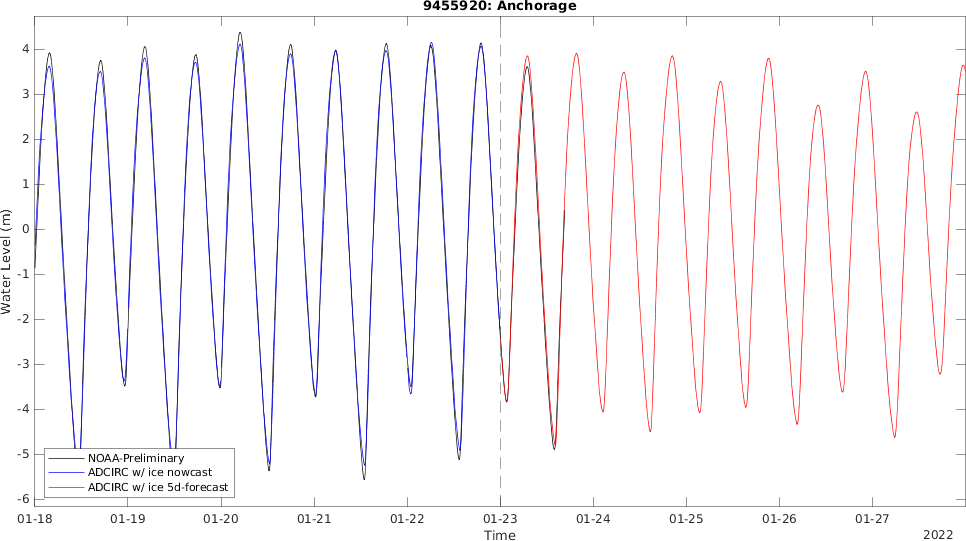 9455920: Anchorage
Water Level (m)
4
3
2
1
0
-1
-2
-3
-4
-5
-6
NOAA-Preliminary
ADCIRC w/ ice nowcast
ADCIRC w/ ice 5d-forecast
01-18 01-19 01-20 01-21 01-22 01-23 01-24 01-25 01-26 01-27
Time
2022